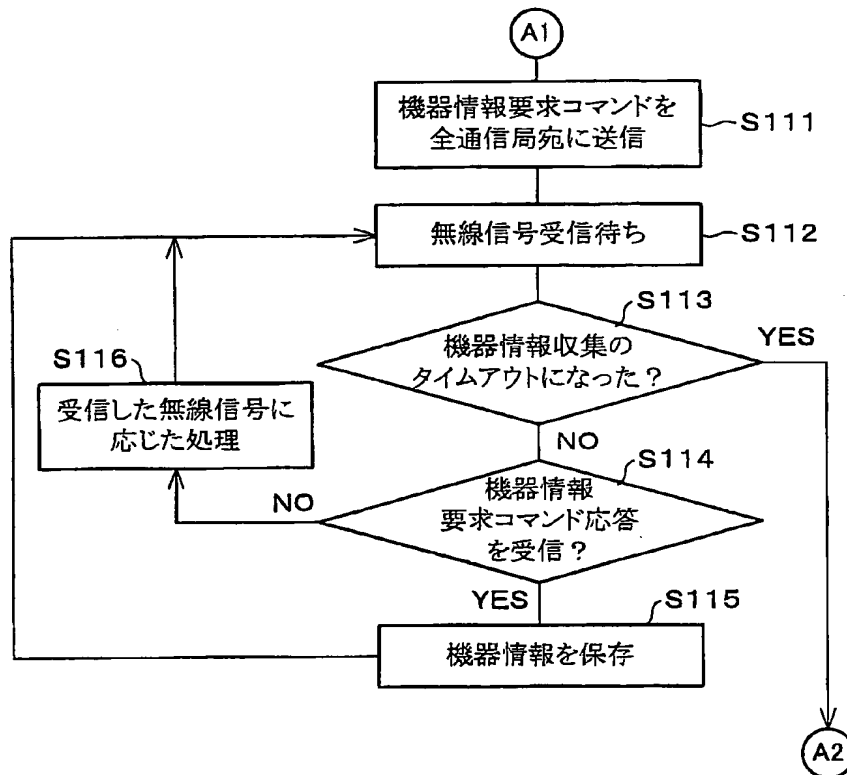 A1
機器情報要求コマンドを
全通信局宛に送信
S111
無線信号受信待ち
S112
S113
機器情報収集の
タイムアウトになった?
YES
S116
受信した無線信号に
応じた処理
NO
S114
機器情報
要求コマンド応答
を受信?
NO
YES
S115
機器情報を保存
A2